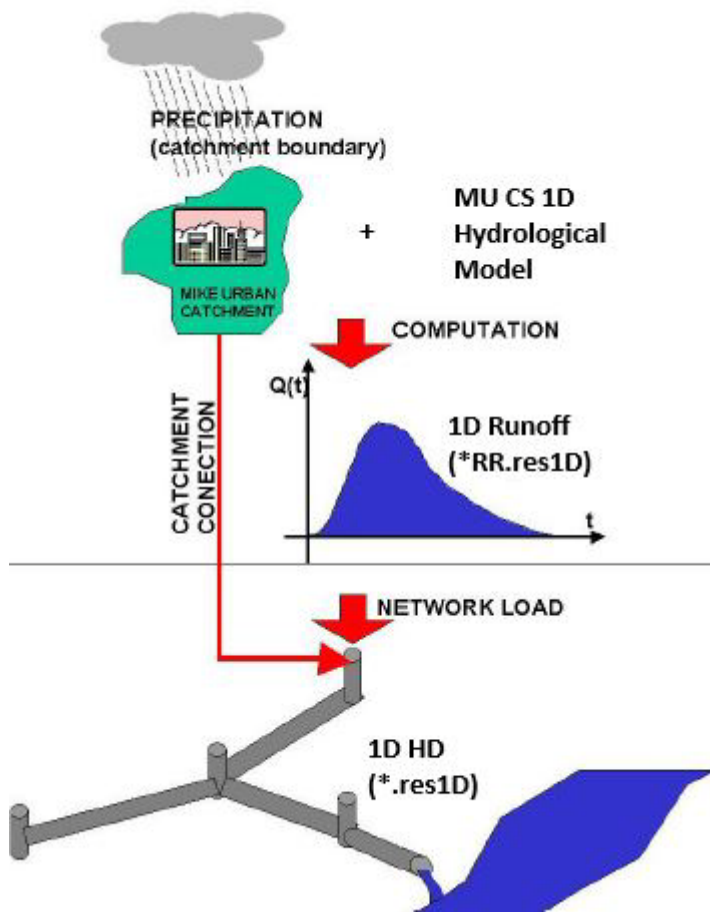 PRECIPITATION
(catchment boundary)
MIKE URBAN
CATCHMENT
+
MU CS 1D
Hydrological
Model
COMPUTATION
CATCHMENT
CONECTION
Q(t)
1D Runoff
(*RR.res1D)
t
NETWORK LOAD
1D HD
(*.res1D)